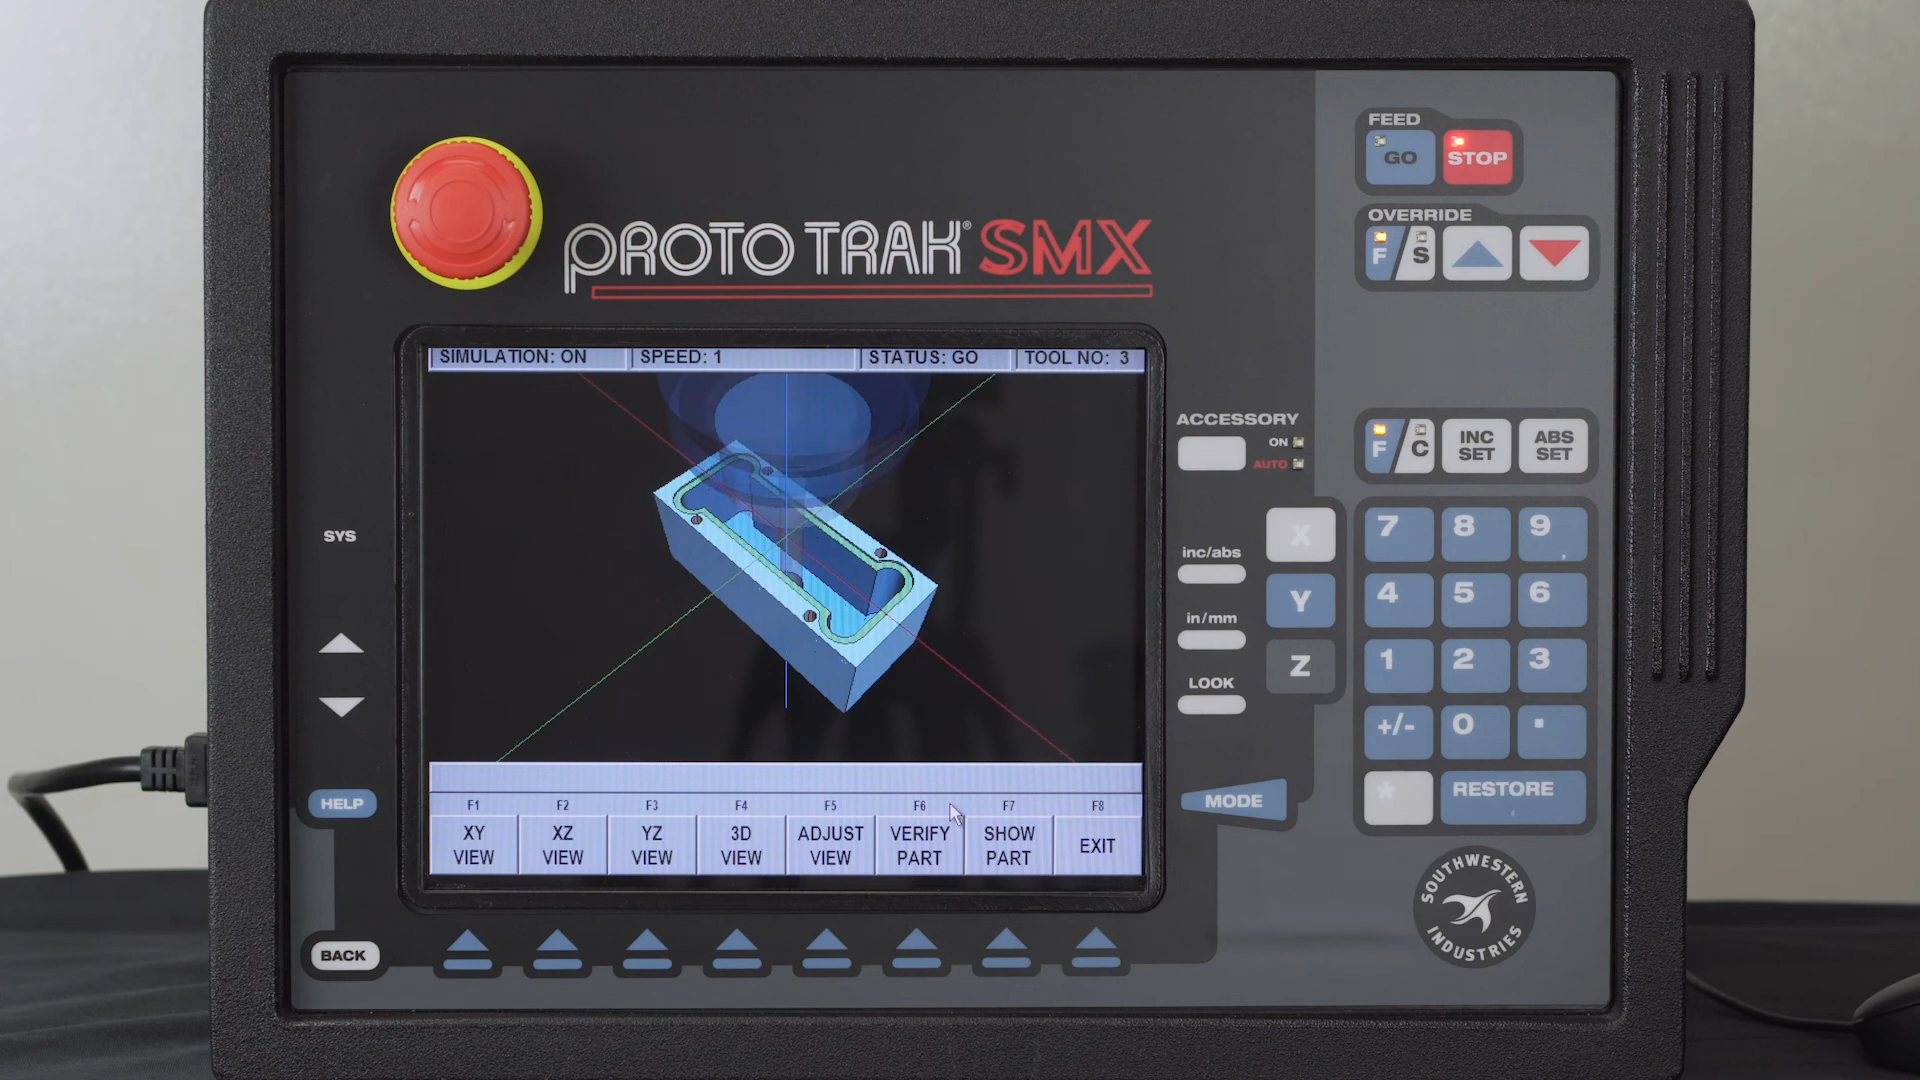 FEED
GO STOP
OVERRIDE
F/S
PROTO TRAK® SMX
SIMULATION: ON SPEED: 1 STATUS: GO TOOL NO: 3
ACCESSORY
ON
AUTO
F/C INC SET ABS SET
SYS
inc/abs
in/mm
LOOK
X
Y
Z
7 8 9
4 5 6
1 2 3
+/- 0 .
* RESTORE
HELP
MODE
F1 F2 F3 F4 F5 F6 F7 F8
XY VIEW
XZ VIEW
YZ VIEW
3D VIEW
ADJUST VIEW
VERIFY PART
SHOW PART
EXIT
BACK
SOUTHWESTERN INDUSTRIES